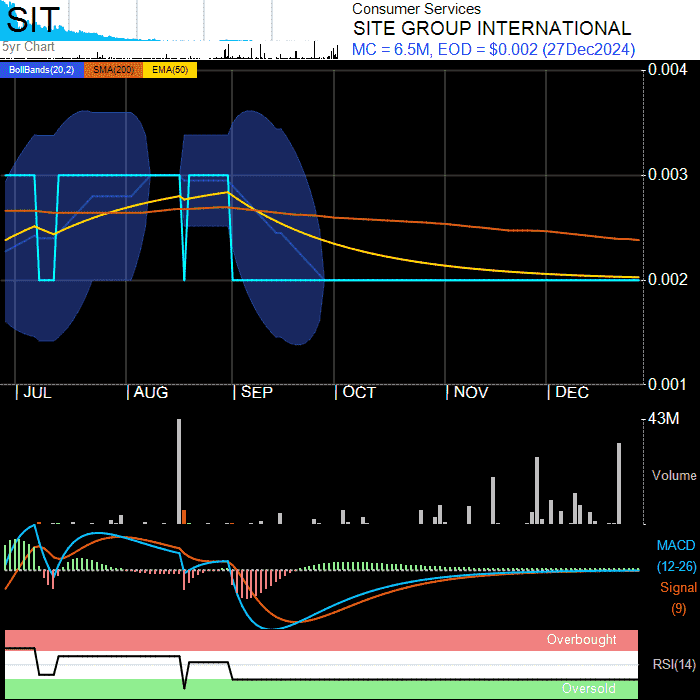 SIT
5yr Chart
Consumer Services
SITE GROUP INTERNATIONAL
MC = 6.5M, EOD = $0.002 (27Dec2024)
BollBands(20,2) SMA(200) EMA(50)
0.004
0.003
0.002
0.001
JUL AUG SEP OCT NOV DEC
43M
Volume
MACD
(12-26)
Signal
(9)
Overbought
RSI(14)
Oversold